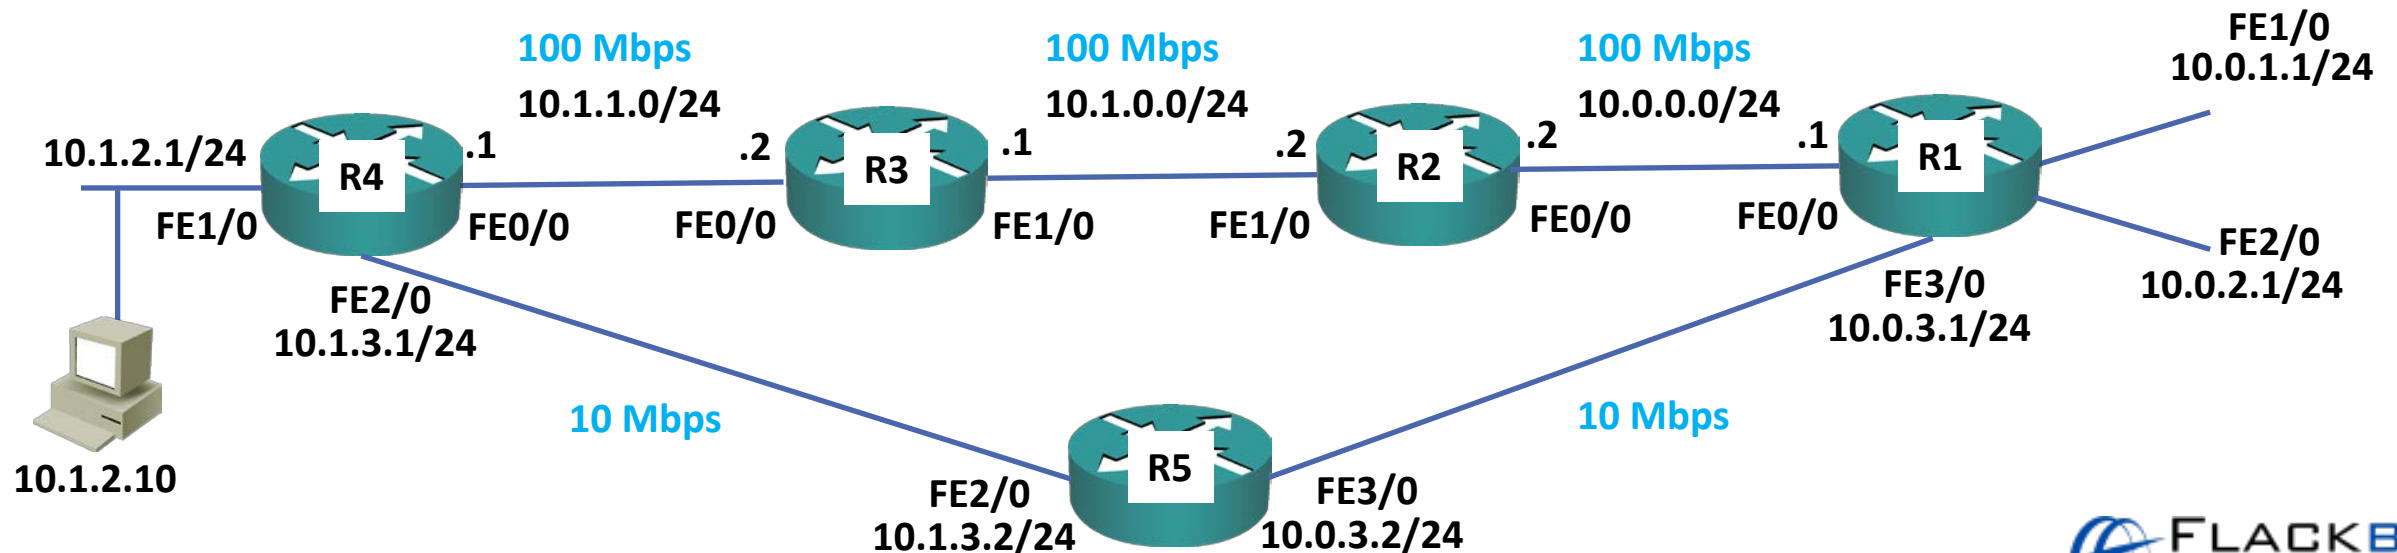 FE1/0
10.0.1.1/24
100 Mbps
100 Mbps
100 Mbps
10.1.1.0/24
10.1.0.0/24
10.0.0.0/24
10.1.2.1/24
R4
.1
.2
R3
.1
.2
R2
.2
.1
R1
FE1/0
FE0/0
FE0/0
FE1/0
FE1/0
FE0/0
FE0/0
FE2/0
10.0.2.1/24
FE2/0
10.1.3.1/24
FE3/0
10.0.3.1/24
10 Mbps
10 Mbps
10.1.2.10
R5
FE2/0
10.1.3.2/24
FE3/0
10.0.3.2/24
FLACKB